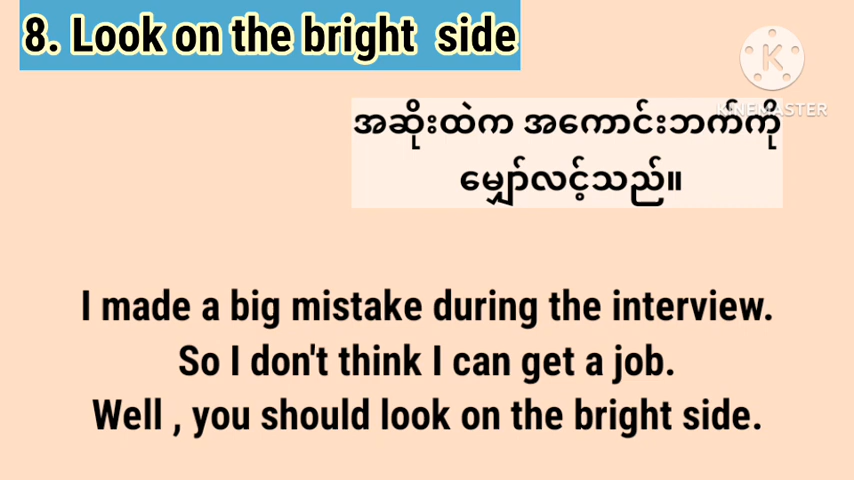 8. Look on the bright side
KINEMASTER
အဆိုးထဲက အကောင်းဘက်ကို
မျှော်လင့်သည်။
I made a big mistake during the interview.
So I don't think I can get a job.
Well , you should look on the bright side.